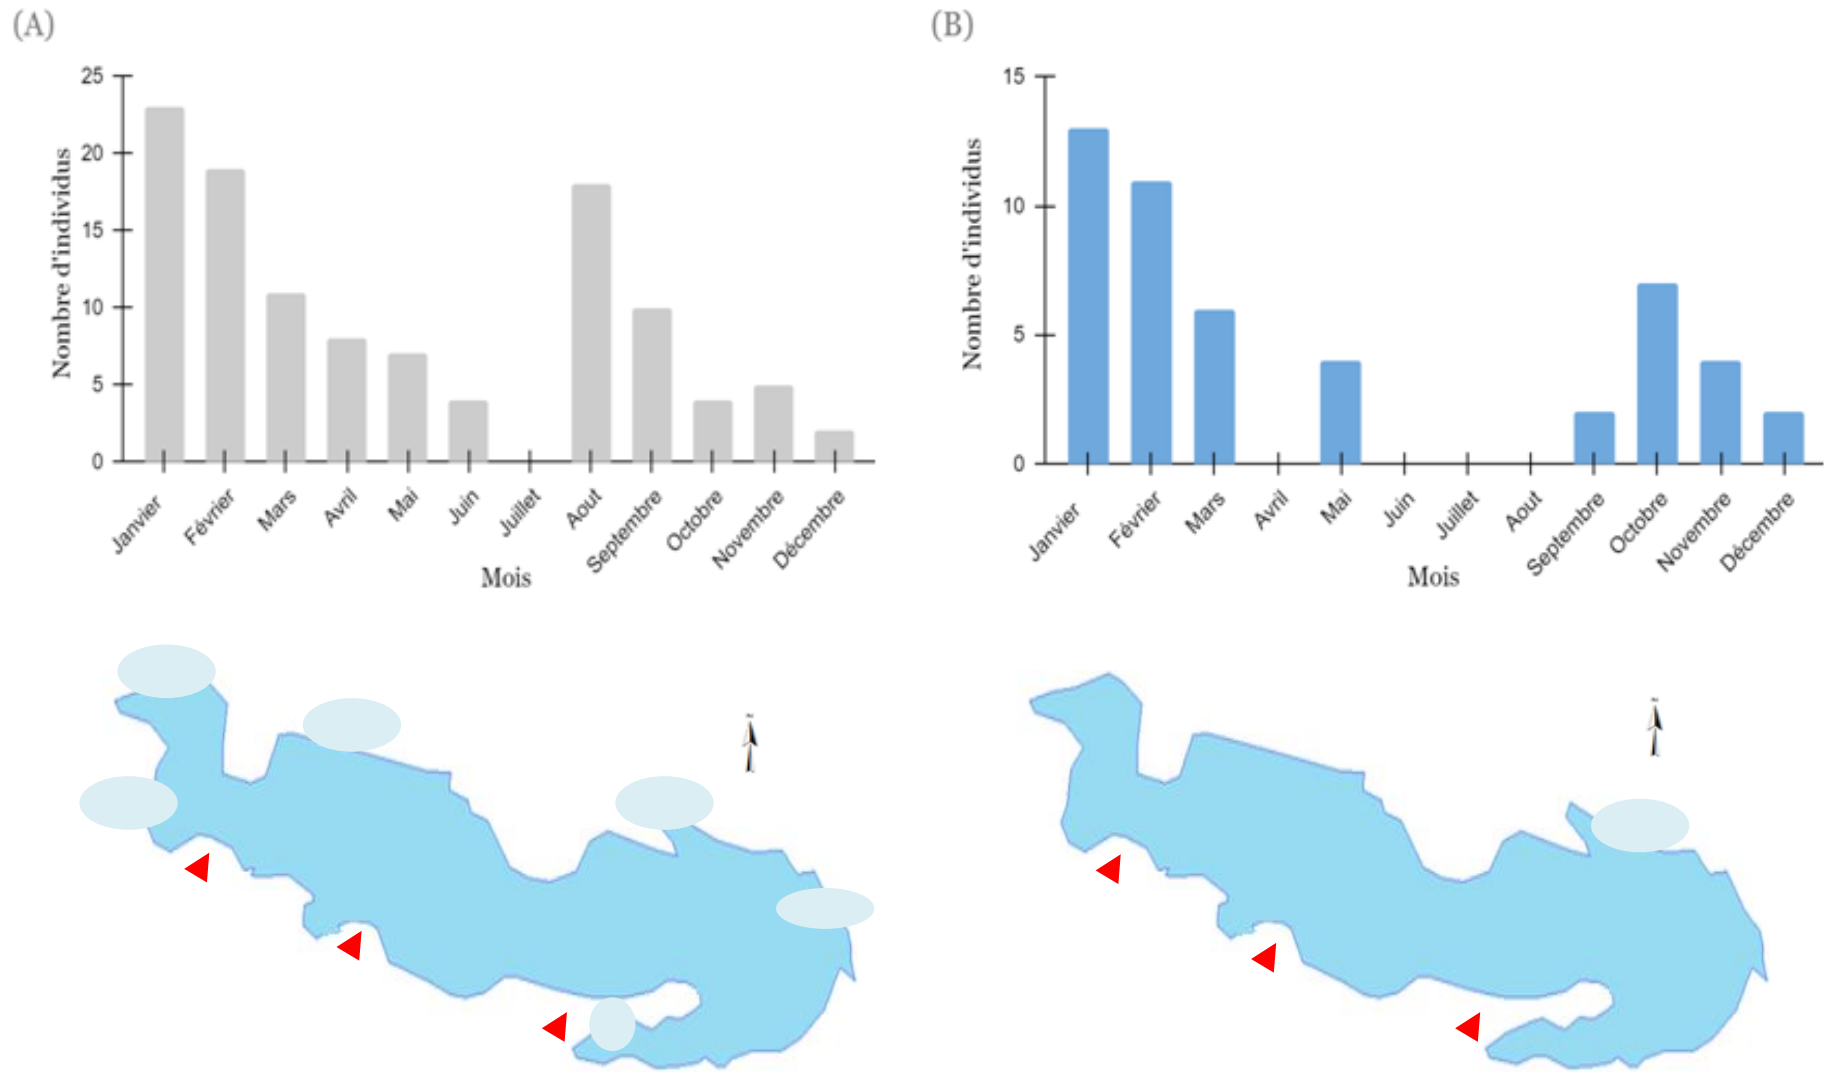 (A)
25
20
15
10
5
0
Nombre d'individus
Janvier
Février
Mars
Avril
Mai
Juin
Juillet
Aout
Septembre
Octobre
Novembre
Décembre
Mois
(B)
15
10
5
0
Nombre d'individus
Janvier
Février
Mars
Avril
Mai
Juin
Juillet
Aout
Septembre
Octobre
Novembre
Décembre
Mois